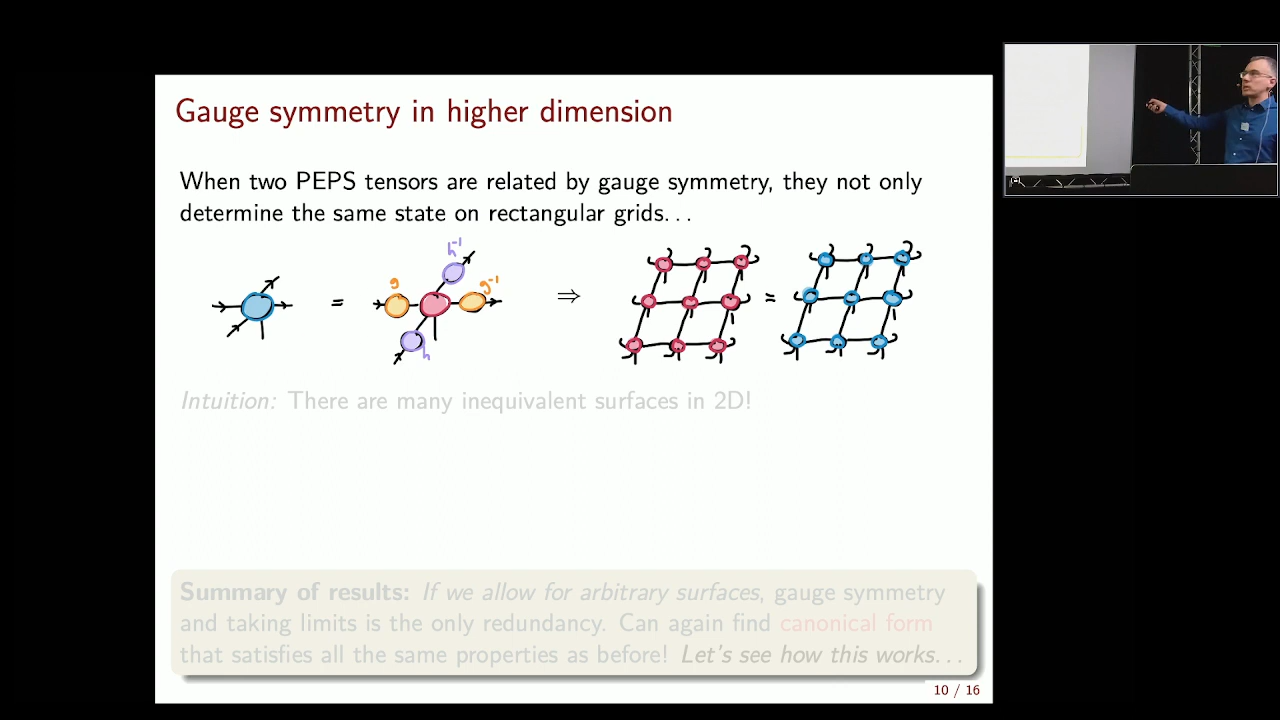 Gauge symmetry in higher dimension
When two PEPS tensors are related by gauge symmetry, they not only
determine the same state on rectangular grids...
h⁻¹
g
g⁻¹
=
⇒
=
h
Intuition: There are many inequivalent surfaces in 2D!
Summary of results: If we allow for arbitrary surfaces, gauge symmetry
and taking limits is the only redundancy. Can again find canonical form
that satisfies all the same properties as before! Let's see how this works...
10 / 16